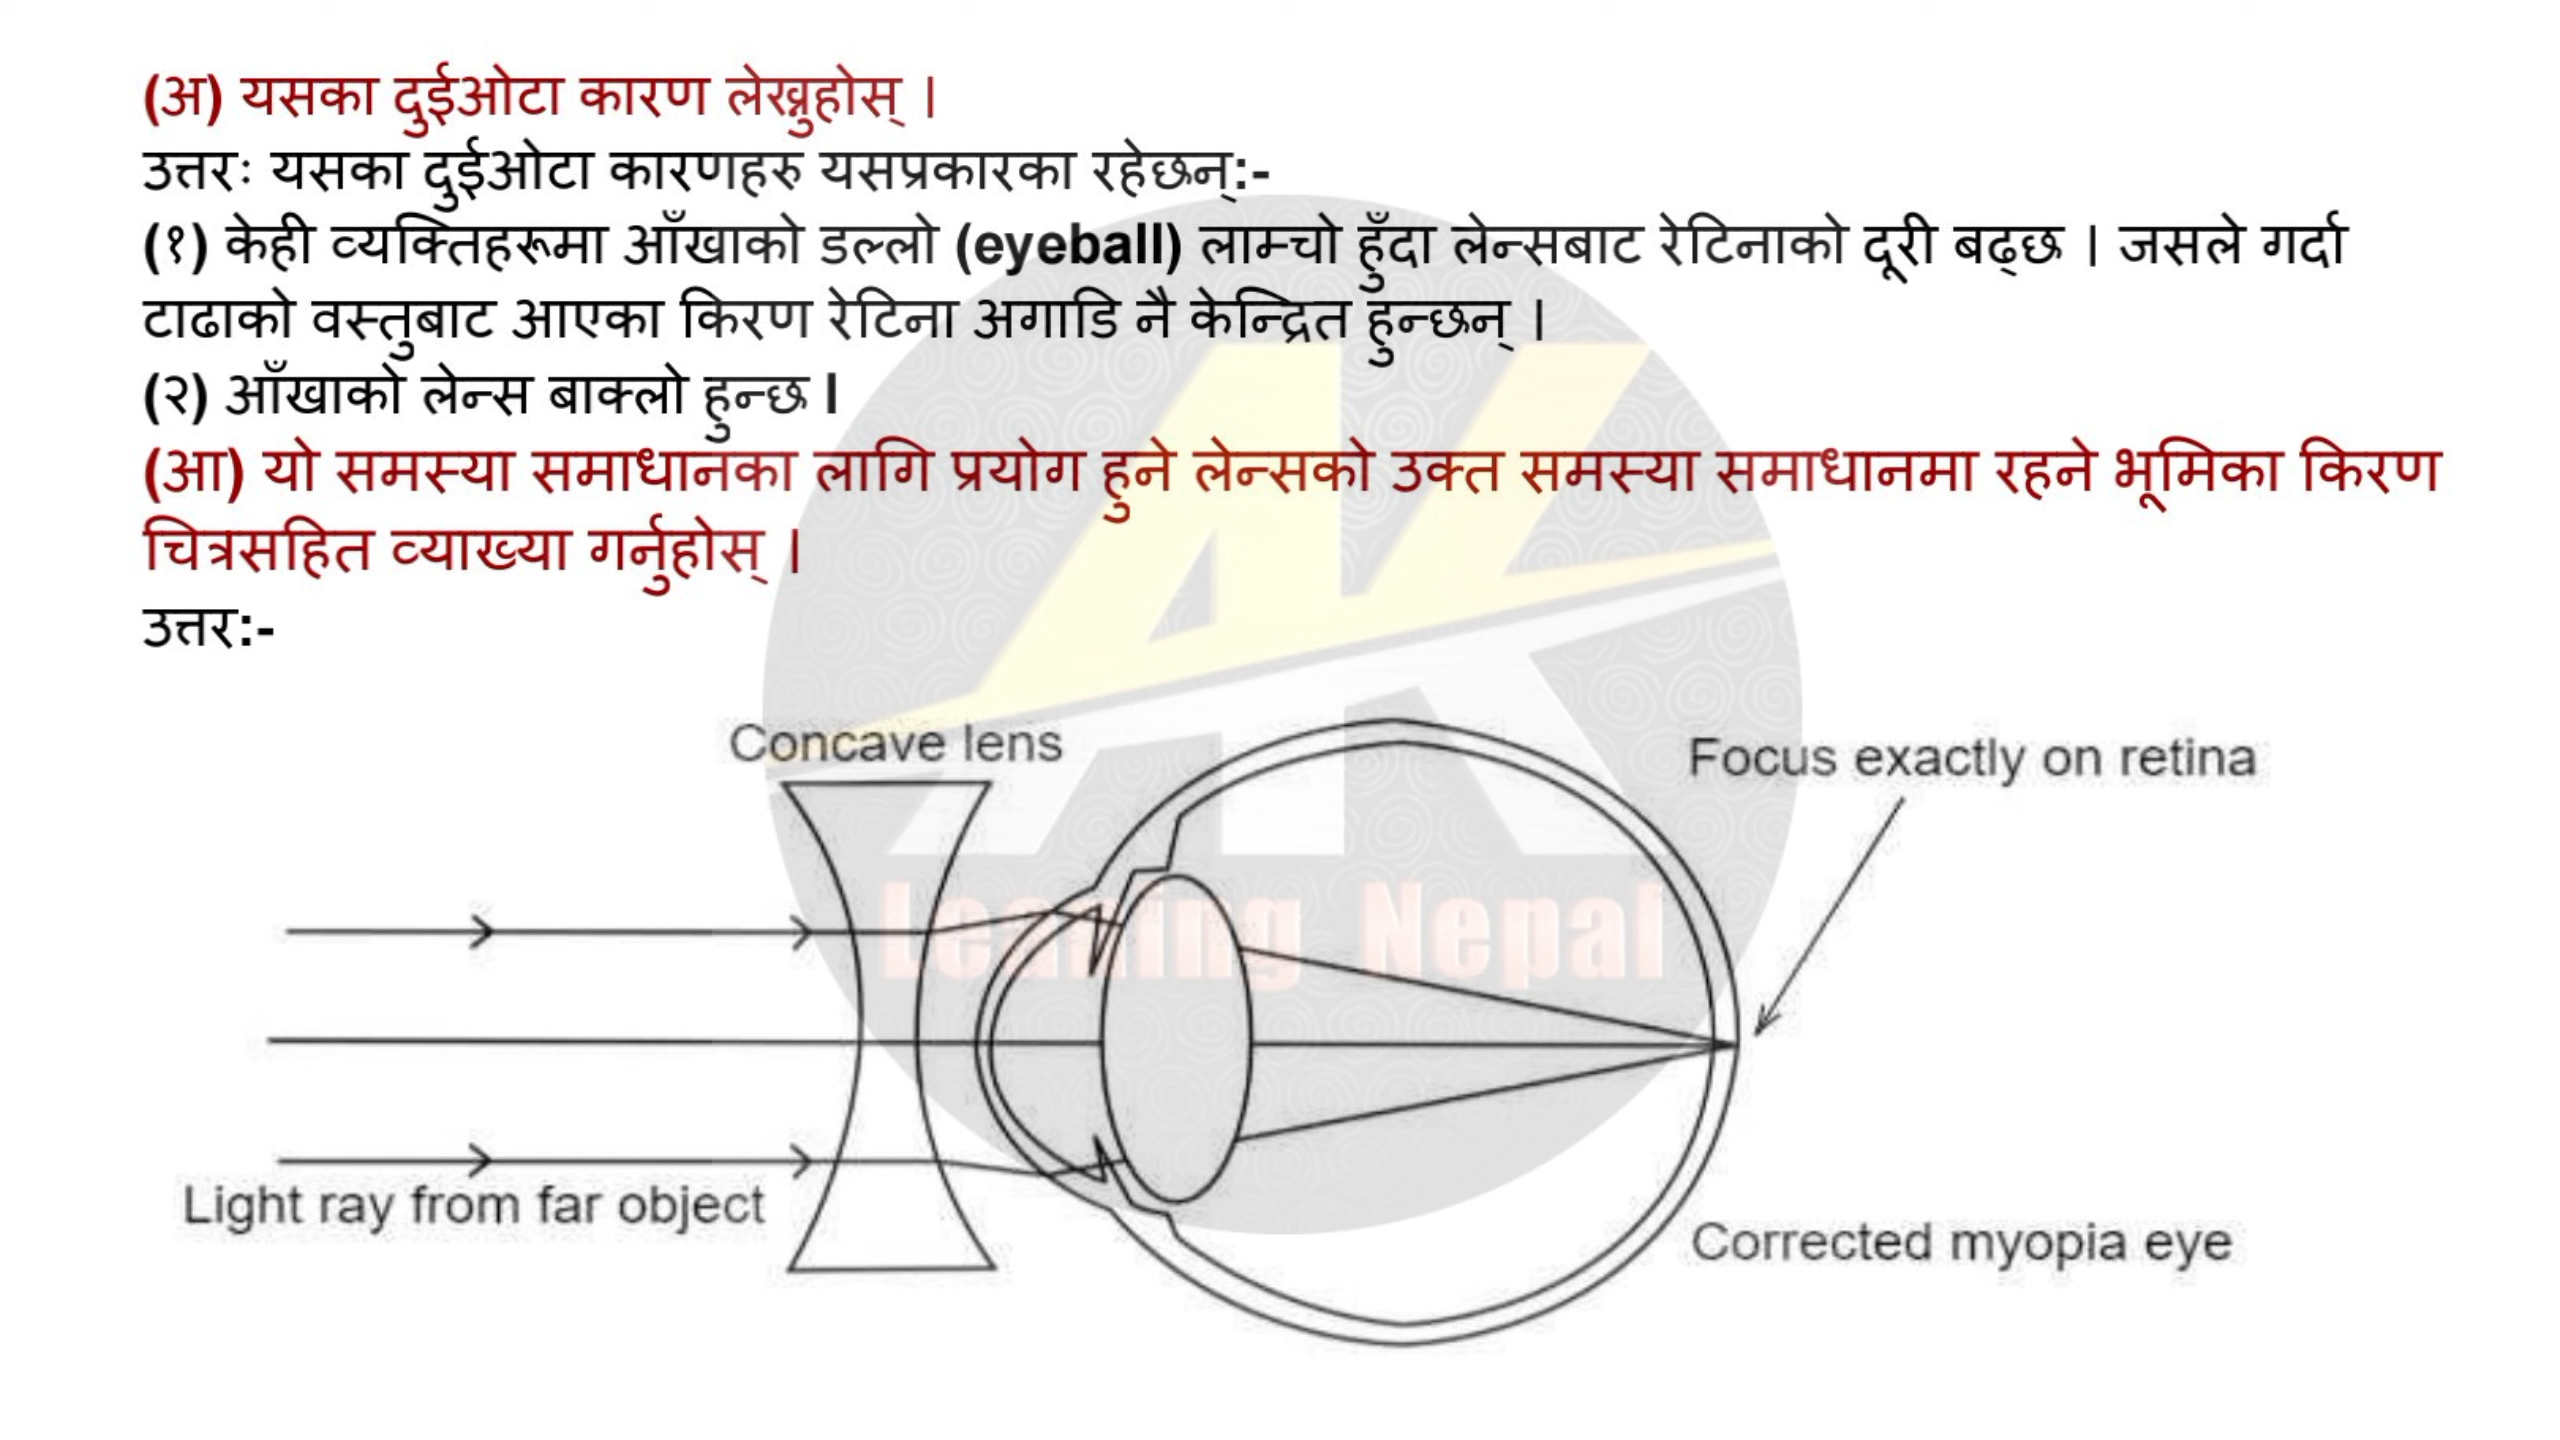 (अ) यसका दुईओटा कारण लेख्नुहोस् ।
उत्तरः यसका दुईओटा कारणहरु यसप्रकारका रहेछन्:-
(१) केही व्यक्तिहरूमा आँखाको डल्लो (eyeball) लाम्चो हुँदा लेन्सबाट रेटिनाको दूरी बढ्छ । जसले गर्दा
टाढाको वस्तुबाट आएका किरण रेटिना अगाडि नै केन्द्रित हुन्छन् ।
(२) आँखाको लेन्स बाक्लो हुन्छ l
(आ) यो समस्या समाधानका लागि प्रयोग हुने लेन्सको उक्त समस्या समाधानमा रहने भूमिका किरण
चित्रसहित व्याख्या गर्नुहोस् ।
उत्तर:-
Concave lens
Focus exactly on retina
AK
Leaning Nepal
Light ray from far object
Corrected myopia eye